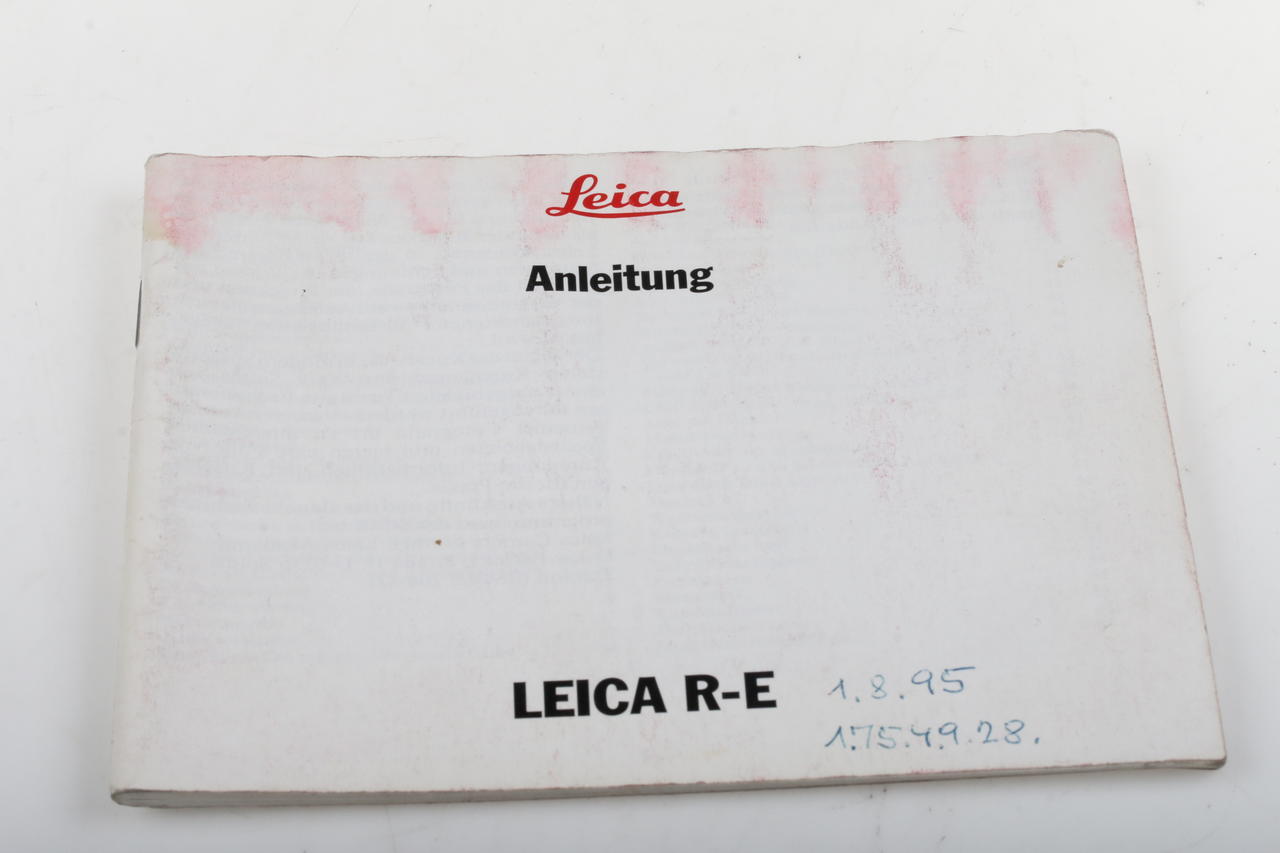 Leica
Anleitung
LEICA R-E
1.8.95
1.75.49.28.